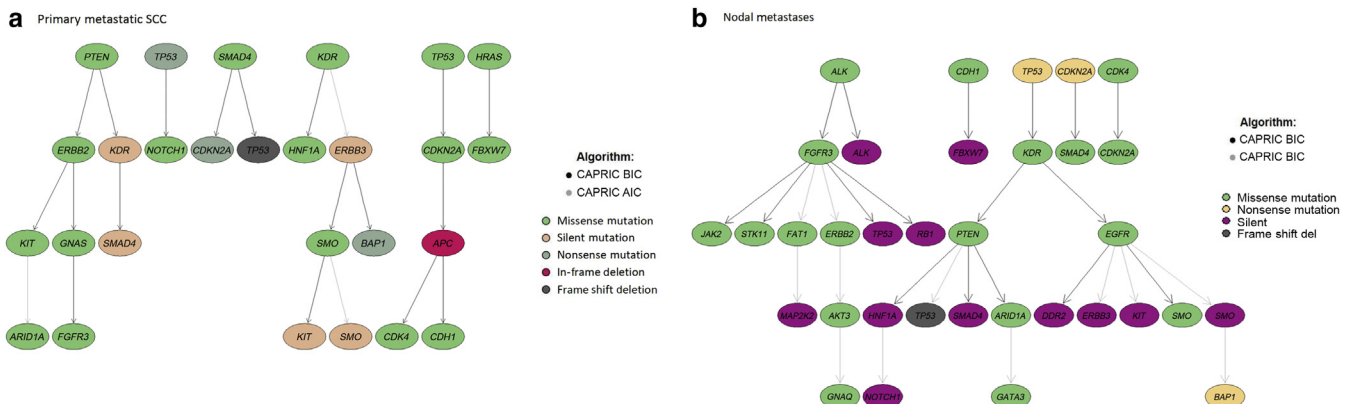 a Primary metastatic SCC
PTEN TP53 SMAD4 KDR TP53 HRAS
ERBB2 KDR NOTCH1 CDKN2A TP53 HNF1A ERBB3 CDKN2A FBXW7
Algorithm:
CAPRIC BIC
CAPRIC AIC
Missense mutation
Silent mutation
Nonsense mutation
In-frame deletion
Frame shift deletion
KIT GNAS SMAD4 SMO BAP1 APC
ARID1A FGFR3 KIT SMO CDK4 CDH1
b Nodal metastases
ALK CDH1 TP53 CDKN2A CDK4
FGFR3 ALK FBXW7 KDR SMAD4 CDKN2A
Algorithm:
CAPRIC BIC
CAPRIC BIC
Missense mutation
Nonsense mutation
Silent
Frame shift del
JAK2 STK11 FAT1 ERBB2 TP53 RB1 PTEN EGFR
MAP2K2 AKT3 HNF1A TP53 SMAD4 ARID1A DDR2 ERBB3 KIT SMO SMO
GNAQ NOTCH1 GATA3 BAP1